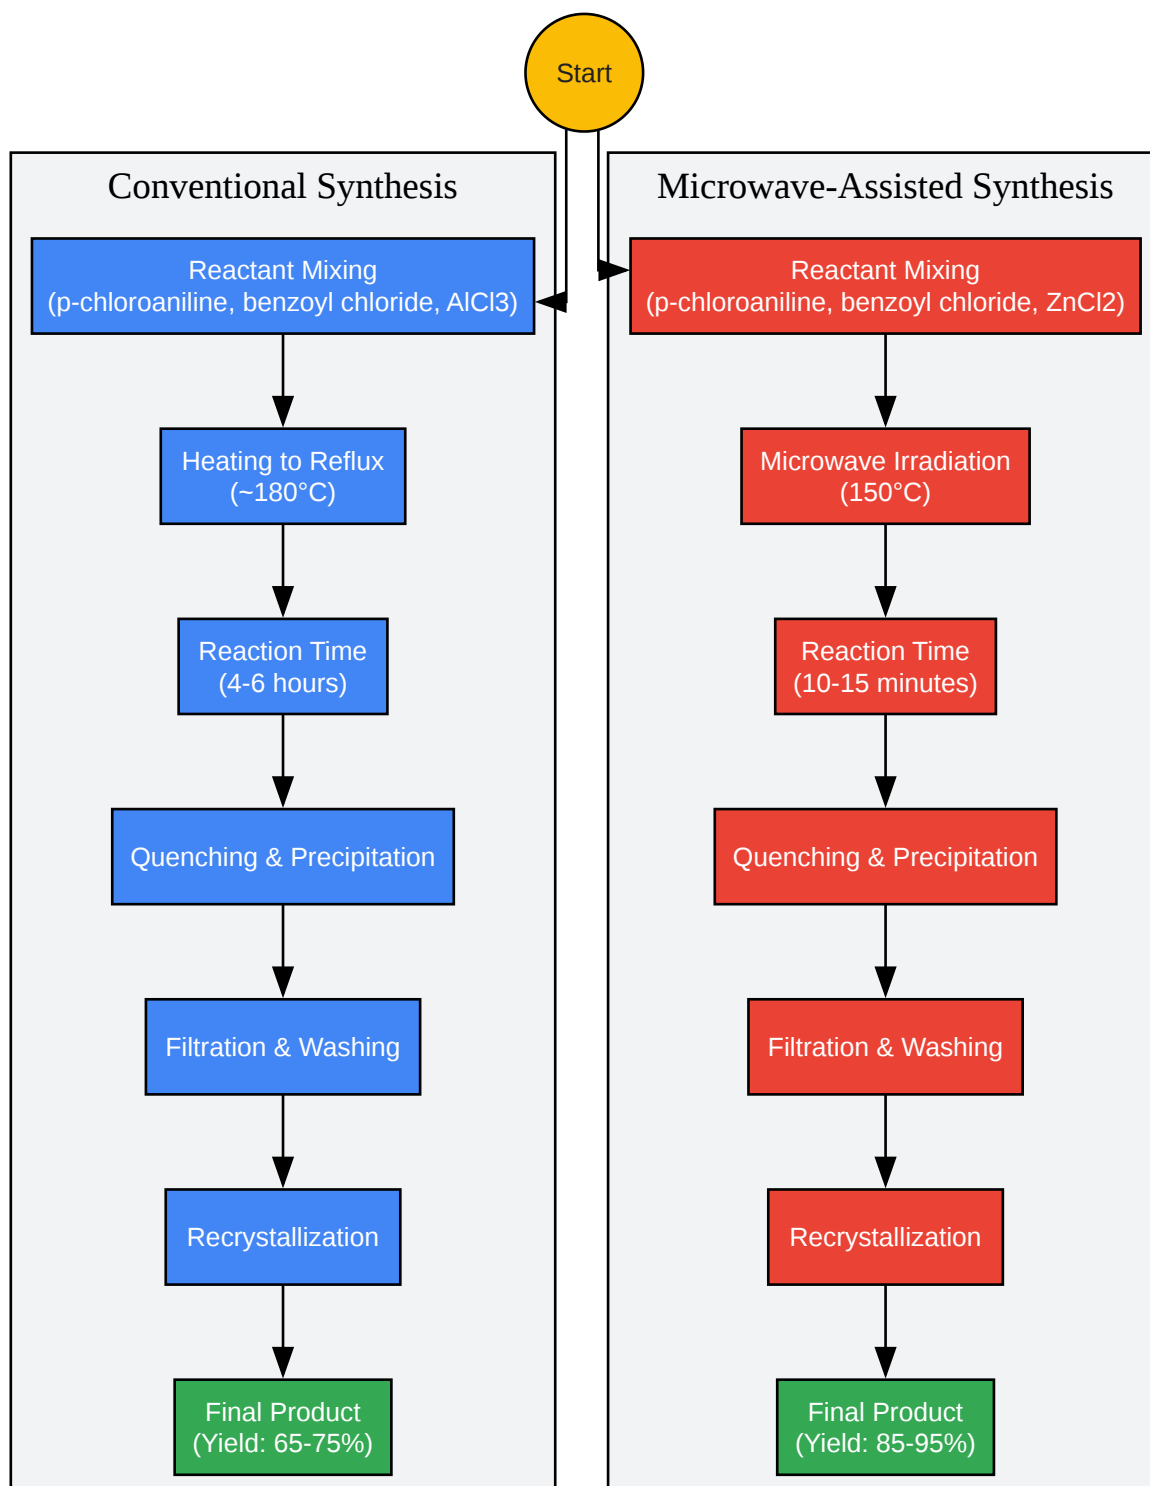 Start
Conventional Synthesis
Reactant Mixing
(p-chloroaniline, benzoyl chloride, AlCl3)
Heating to Reflux
(~180°C)
Reaction Time
(4-6 hours)
Quenching & Precipitation
Filtration & Washing
Recrystallization
Final Product
(Yield: 65-75%)
Microwave-Assisted Synthesis
Reactant Mixing
(p-chloroaniline, benzoyl chloride, ZnCl2)
Microwave Irradiation
(150°C)
Reaction Time
(10-15 minutes)
Quenching & Precipitation
Filtration & Washing
Recrystallization
Final Product
(Yield: 85-95%)